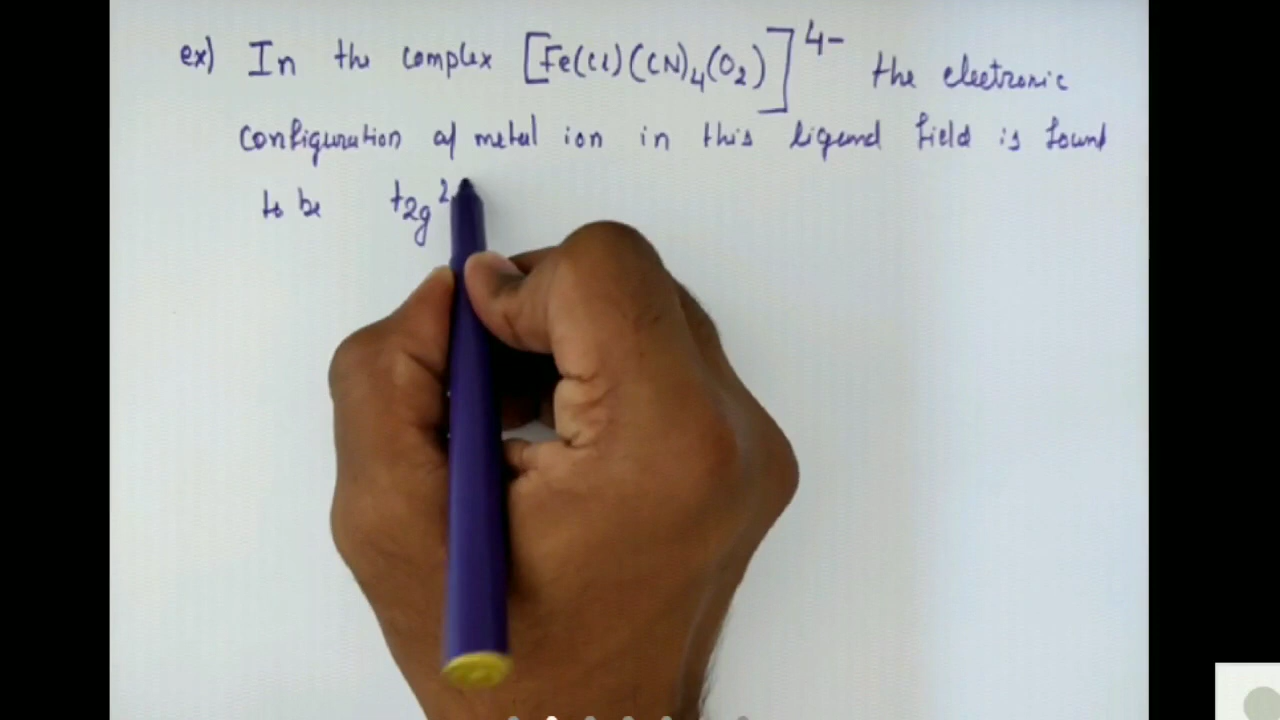 ex) In the complex [Fe(Cl)(CN)₄(O₂)]⁴⁻ the electronic
configuration of metal ion in this ligand field is found
to be t₂g²